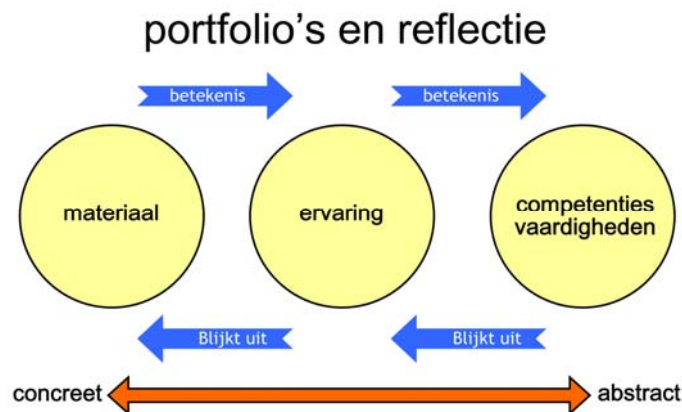 portfolio's en reflectie
betekenis
betekenis
materiaal
ervaring
competenties
vaardigheden
Blijkt uit
Blijkt uit
concreet
abstract